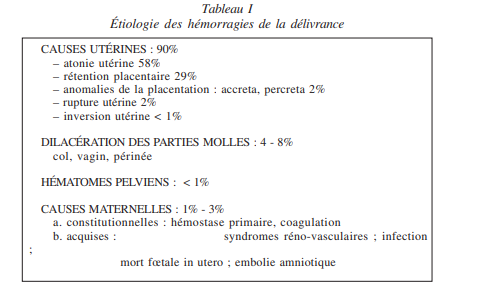 Tableau I
Étiologie des hémorragies de la délivrance
CAUSES UTÉRINES : 90%
– atonie utérine 58%
– rétention placentaire 29%
– anomalies de la placentation : accreta, percreta 2%
– rupture utérine 2%
– inversion utérine < 1%
DILACÉRATION DES PARTIES MOLLES : 4 - 8%
col, vagin, périnée
HÉMATOMES PELVIENS : < 1%
CAUSES MATERNELLES : 1% - 3%
a. constitutionnelles : hémostase primaire, coagulation
b. acquises : syndromes réno-vasculaires ; infection
;
mort fœtale in utero ; embolie amniotique